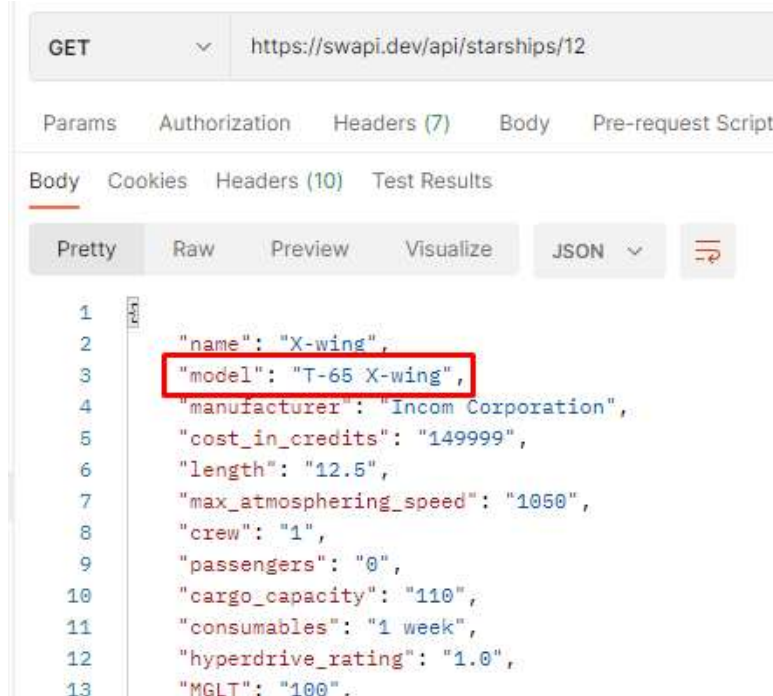 GET https://swapi.dev/api/starships/12
Params Authorization Headers (7) Body Pre-request Script
Body Cookies Headers (10) Test Results
Pretty Raw Preview Visualize JSON
1 {
2 "name": "X-wing",
3 "model": "T-65 X-wing",
4 "manufacturer": "Incom Corporation",
5 "cost_in_credits": "149999",
6 "length": "12.5",
7 "max_atmosphering_speed": "1050",
8 "crew": "1",
9 "passengers": "0",
10 "cargo_capacity": "110",
11 "consumables": "1 week",
12 "hyperdrive_rating": "1.0",
13 "MGLT": "100",